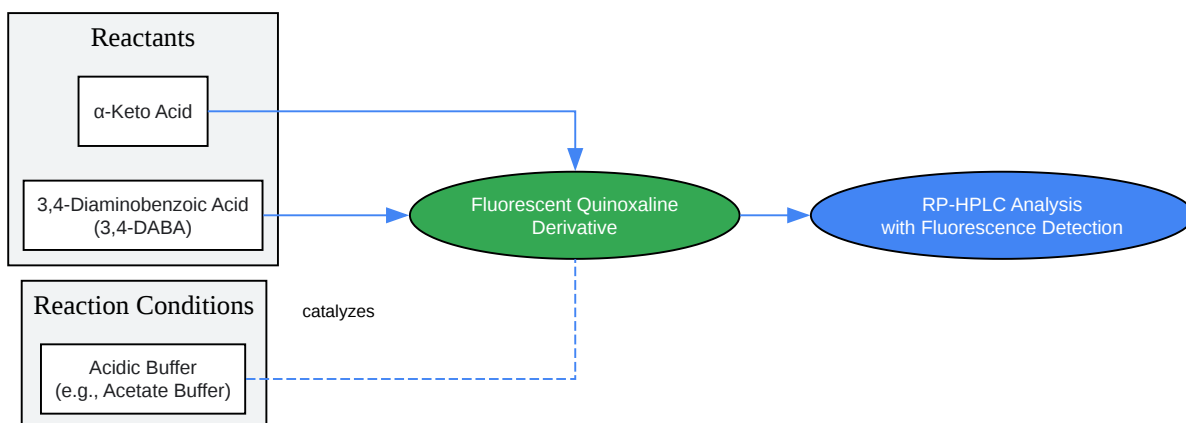 Reactants
α-Keto Acid
3,4-Diaminobenzoic Acid
(3,4-DABA)
Fluorescent Quinoxaline
Derivative
RP-HPLC Analysis
with Fluorescence Detection
Reaction Conditions
catalyzes
Acidic Buffer
(e.g., Acetate Buffer)